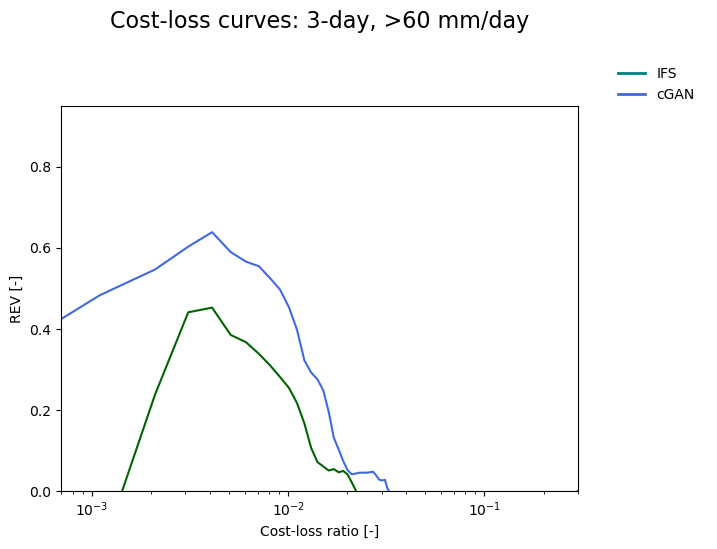 Cost-loss curves: 3-day, >60 mm/day
IFS
cGAN
0.8
0.6
0.4
0.2
0.0
REV [-]
10⁻³
10⁻²
10⁻¹
Cost-loss ratio [-]